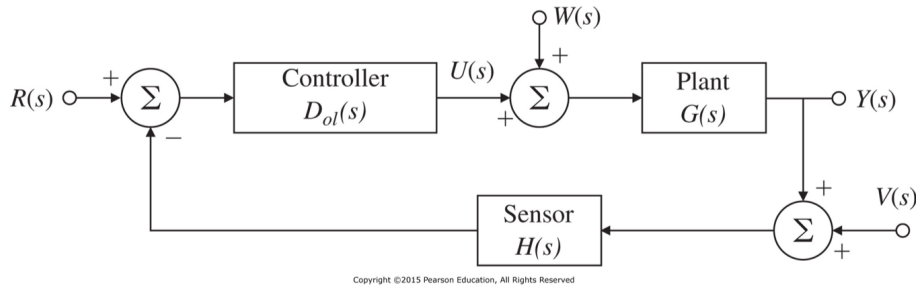 W(s)
+
Controller
D_ol(s)
U(s)
Plant
G(s)
R(s)
+
Σ
−
+
Σ
Y(s)
Sensor
H(s)
+
Σ
+
V(s)
Copyright ©2015 Pearson Education, All Rights Reserved